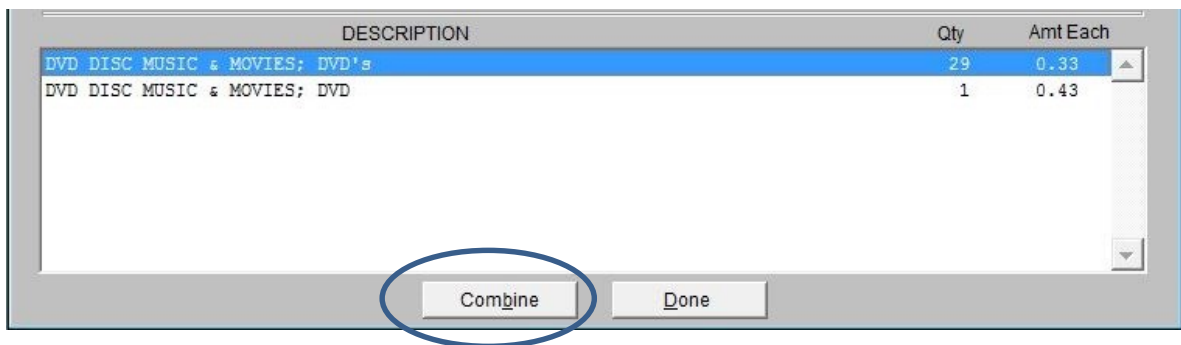 DESCRIPTION Qty Amt Each
DVD DISC MUSIC & MOVIES; DVD's 29 0.33
DVD DISC MUSIC & MOVIES; DVD 1 0.43
Combine Done